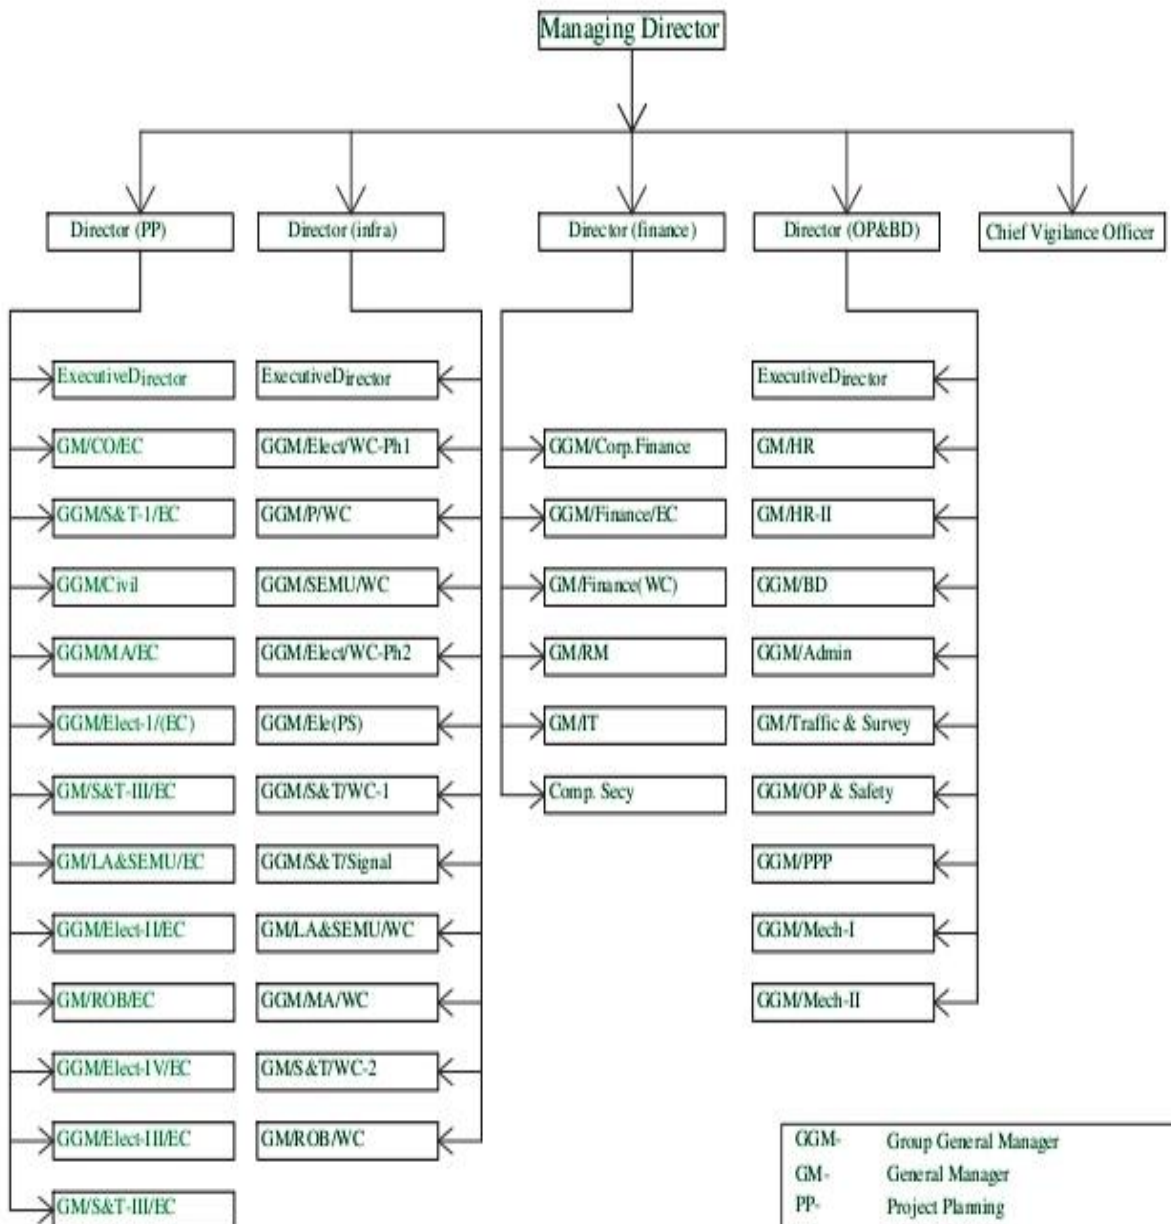 Managing Director
Director (PP)
Director (infra)
Director (finance)
Director (OP&BD)
Chief Vigilance Officer
ExecutiveDirector
GM/CO/EC
GGM/S&T-1/EC
GGM/Civil
GGM/MA/EC
GGM/Elect-1/(EC)
GM/S&T-III/EC
GM/LA&SEMU/EC
GGM/Elect-II/EC
GM/ROB/EC
GGM/Elect-IV/EC
GGM/Elect-III/EC
GM/S&T-III/EC
ExecutiveDirector
GGM/Elect/WC-Ph1
GGM/P/WC
GGM/SEMU/WC
GGM/Elect/WC-Ph2
GGM/Ele(PS)
GGM/S&T/WC-1
GGM/S&T/Signal
GM/LA&SEMU/WC
GGM/MA/WC
GM/S&T/WC-2
GM/ROB/WC
GGM/Corp.Finance
GGM/Finance/EC
GM/Finance(WC)
GM/RM
GM/IT
Comp. Secy
ExecutiveDirector
GM/HR
GM/HR-II
GGM/BD
GGM/Admin
GM/Traffic & Survey
GGM/OP & Safety
GGM/PPP
GGM/Mech-I
GGM/Mech-II
GGM- Group General Manager
GM- General Manager
PP- Project Planning